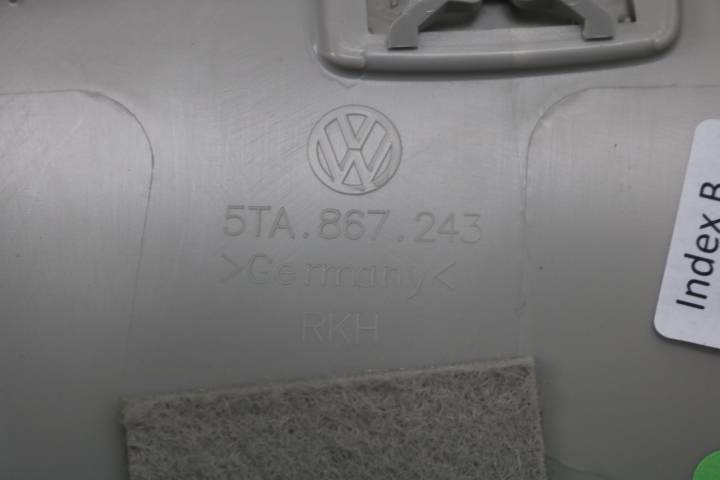 5TA.867.243
>Germany<
RKH
Index B